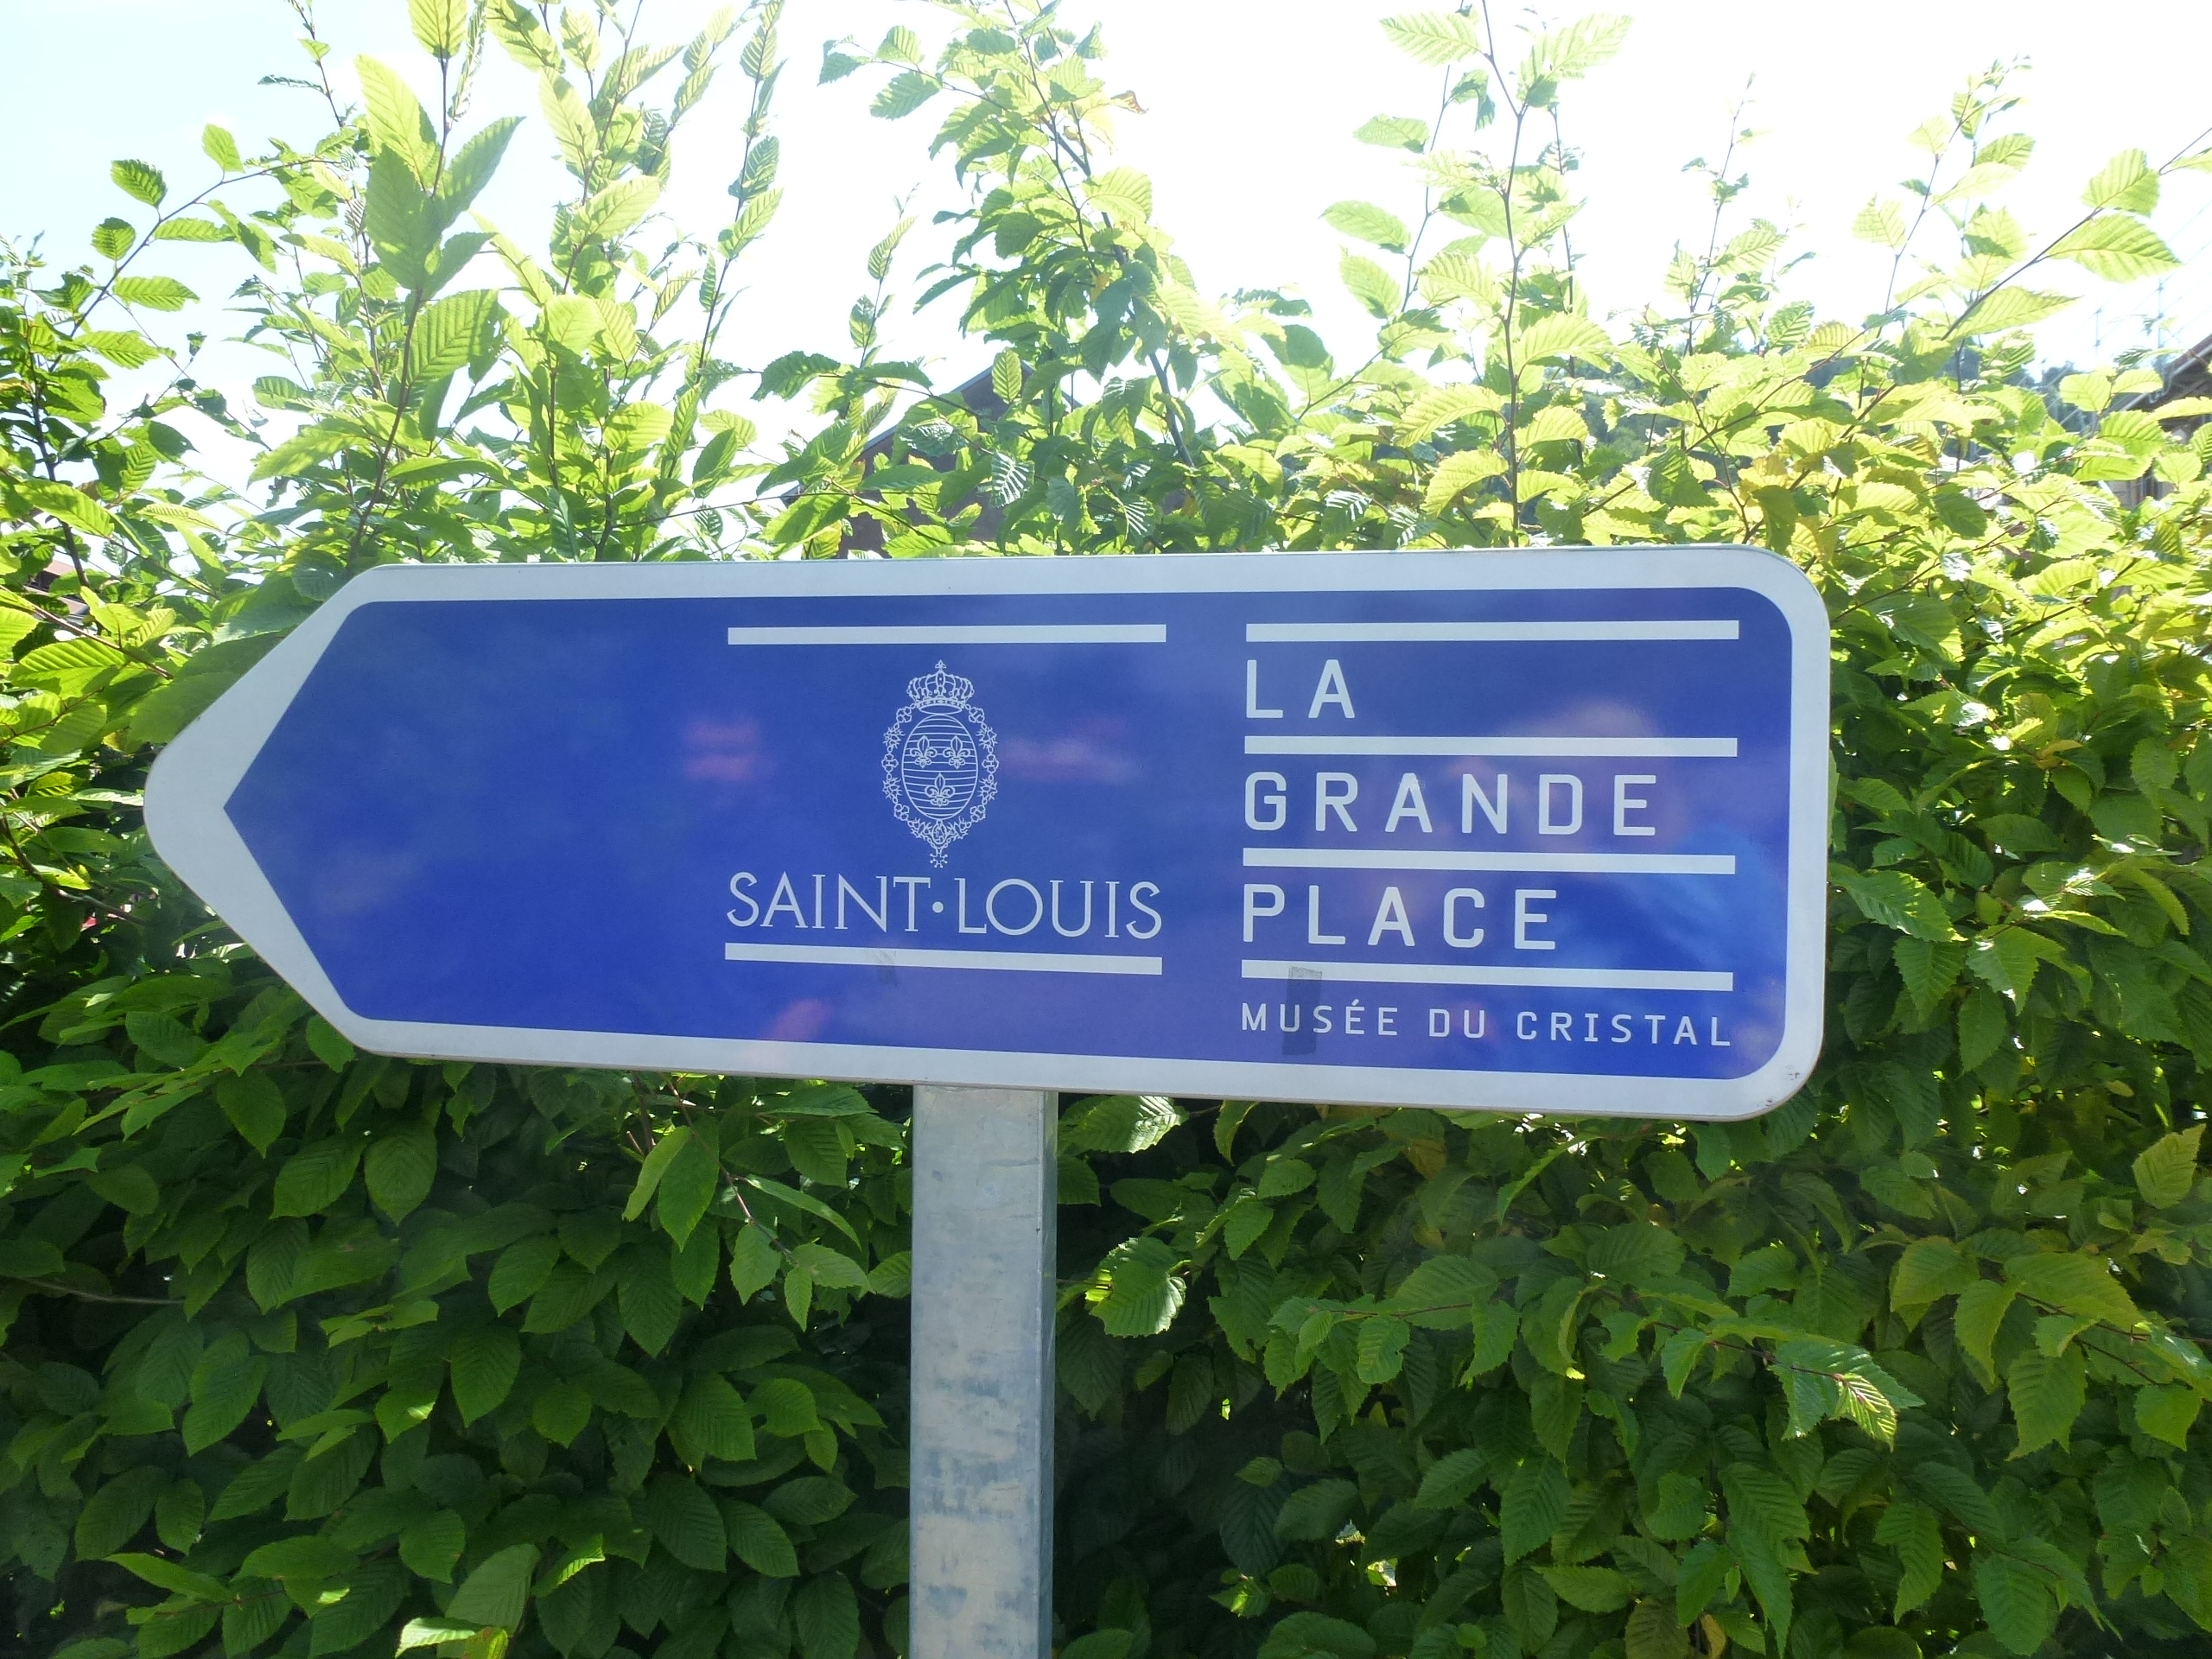 SAINT·LOUIS
LA
GRANDE
PLACE
MUSÉE DU CRISTAL